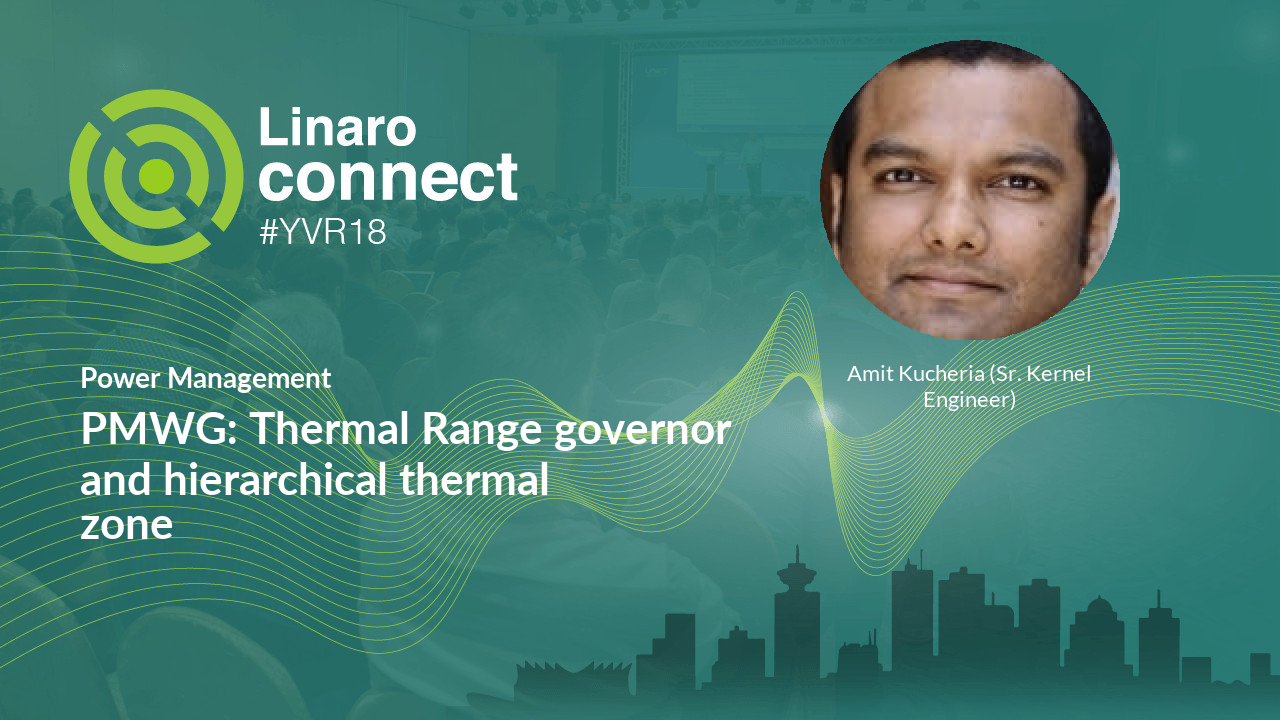 Linaro
connect
#YVR18
Power Management
PMWG: Thermal Range governor
and hierarchical thermal
zone
Amit Kucheria (Sr. Kernel
Engineer)